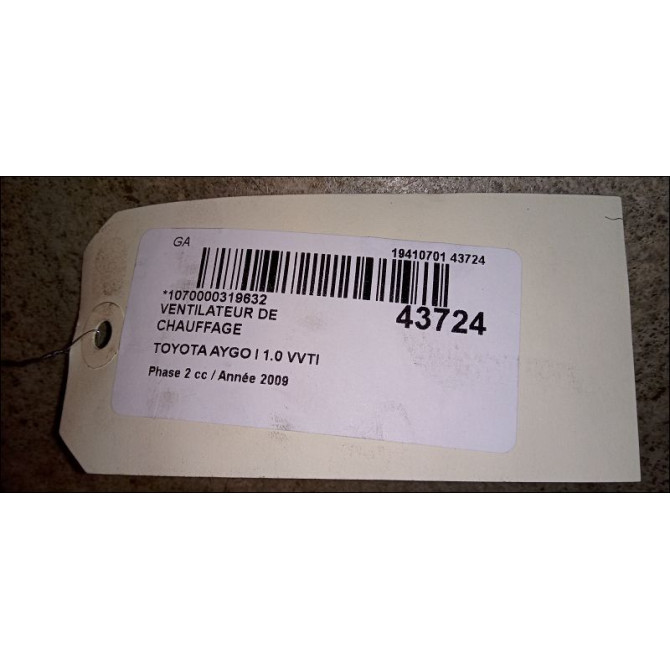 GA
19410701 43724
*1070000319632
43724
VENTILATEUR DE
CHAUFFAGE
TOYOTA AYGO I 1.0 VVTI
Phase 2 cc / Année 2009